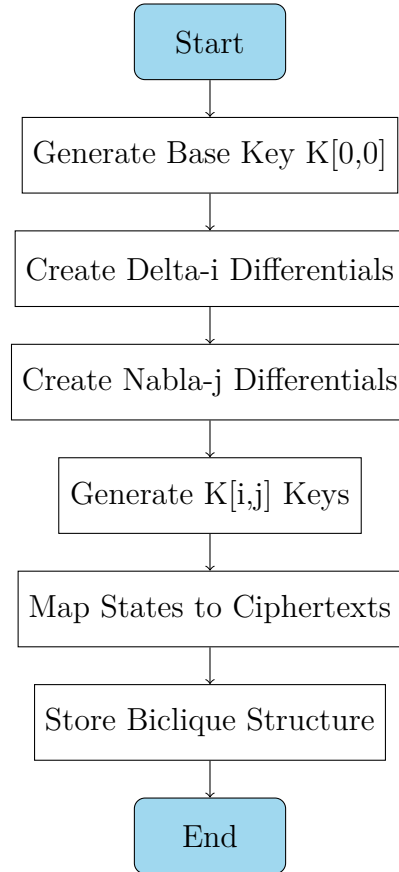 Start
Generate Base Key K[0,0]
Create Delta-i Differentials
Create Nabla-j Differentials
Generate K[i,j] Keys
Map States to Ciphertexts
Store Biclique Structure
End